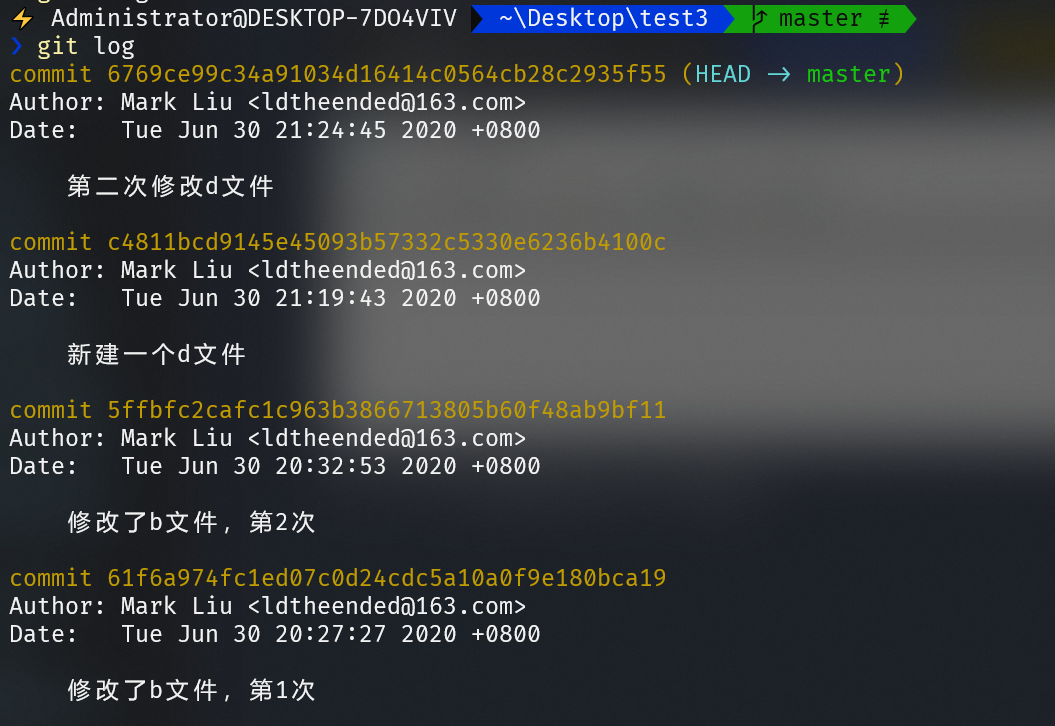 Administrator@DESKTOP-7DO4VIV ~\Desktop\test3 master ≢
❯ git log
commit 6769ce99c34a91034d16414c0564cb28c2935f55 (HEAD -> master)
Author: Mark Liu <ldtheended@163.com>
Date: Tue Jun 30 21:24:45 2020 +0800
第二次修改d文件
commit c4811bcd9145e45093b57332c5330e6236b4100c
Author: Mark Liu <ldtheended@163.com>
Date: Tue Jun 30 21:19:43 2020 +0800
新建一个d文件
commit 5ffbfc2cafc1c963b3866713805b60f48ab9bf11
Author: Mark Liu <ldtheended@163.com>
Date: Tue Jun 30 20:32:53 2020 +0800
修改了b文件，第2次
commit 61f6a974fc1ed07c0d24cdc5a10a0f9e180bca19
Author: Mark Liu <ldtheended@163.com>
Date: Tue Jun 30 20:27:27 2020 +0800
修改了b文件，第1次